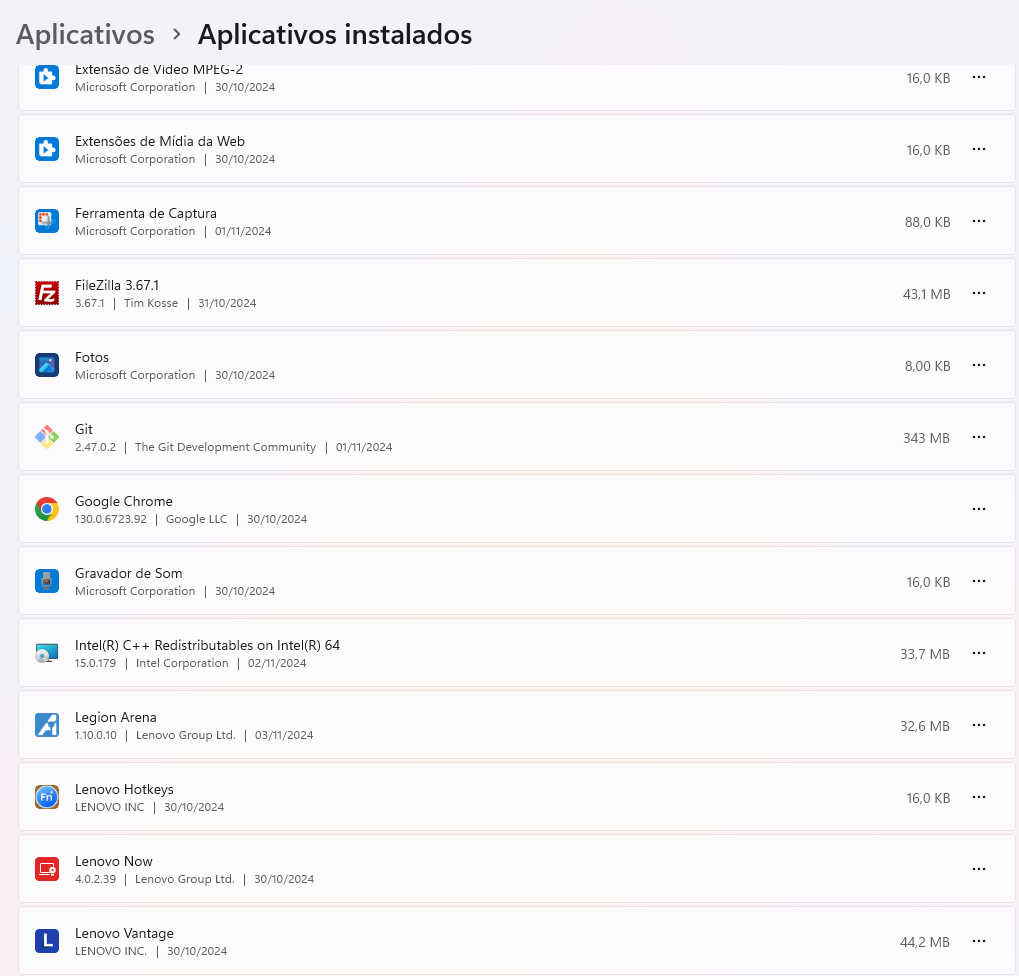 Aplicativos > Aplicativos instalados
Extensão de Vídeo MPEG-2
Microsoft Corporation | 30/10/2024
16,0 KB
Extensões de Mídia da Web
Microsoft Corporation | 30/10/2024
16,0 KB
Ferramenta de Captura
Microsoft Corporation | 01/11/2024
88,0 KB
FileZilla 3.67.1
3.67.1 | Tim Kosse | 31/10/2024
43,1 MB
Fotos
Microsoft Corporation | 30/10/2024
8,00 KB
Git
2.47.0.2 | The Git Development Community | 01/11/2024
343 MB
Google Chrome
130.0.6723.92 | Google LLC | 30/10/2024
Gravador de Som
Microsoft Corporation | 30/10/2024
16,0 KB
Intel(R) C++ Redistributables on Intel(R) 64
15.0.179 | Intel Corporation | 02/11/2024
33,7 MB
Legion Arena
1.10.0.10 | Lenovo Group Ltd. | 03/11/2024
32,6 MB
Fn
Lenovo Hotkeys
LENOVO INC | 30/10/2024
16,0 KB
Lenovo Now
4.0.2.39 | Lenovo Group Ltd. | 30/10/2024
L
Lenovo Vantage
LENOVO INC. | 30/10/2024
44,2 MB